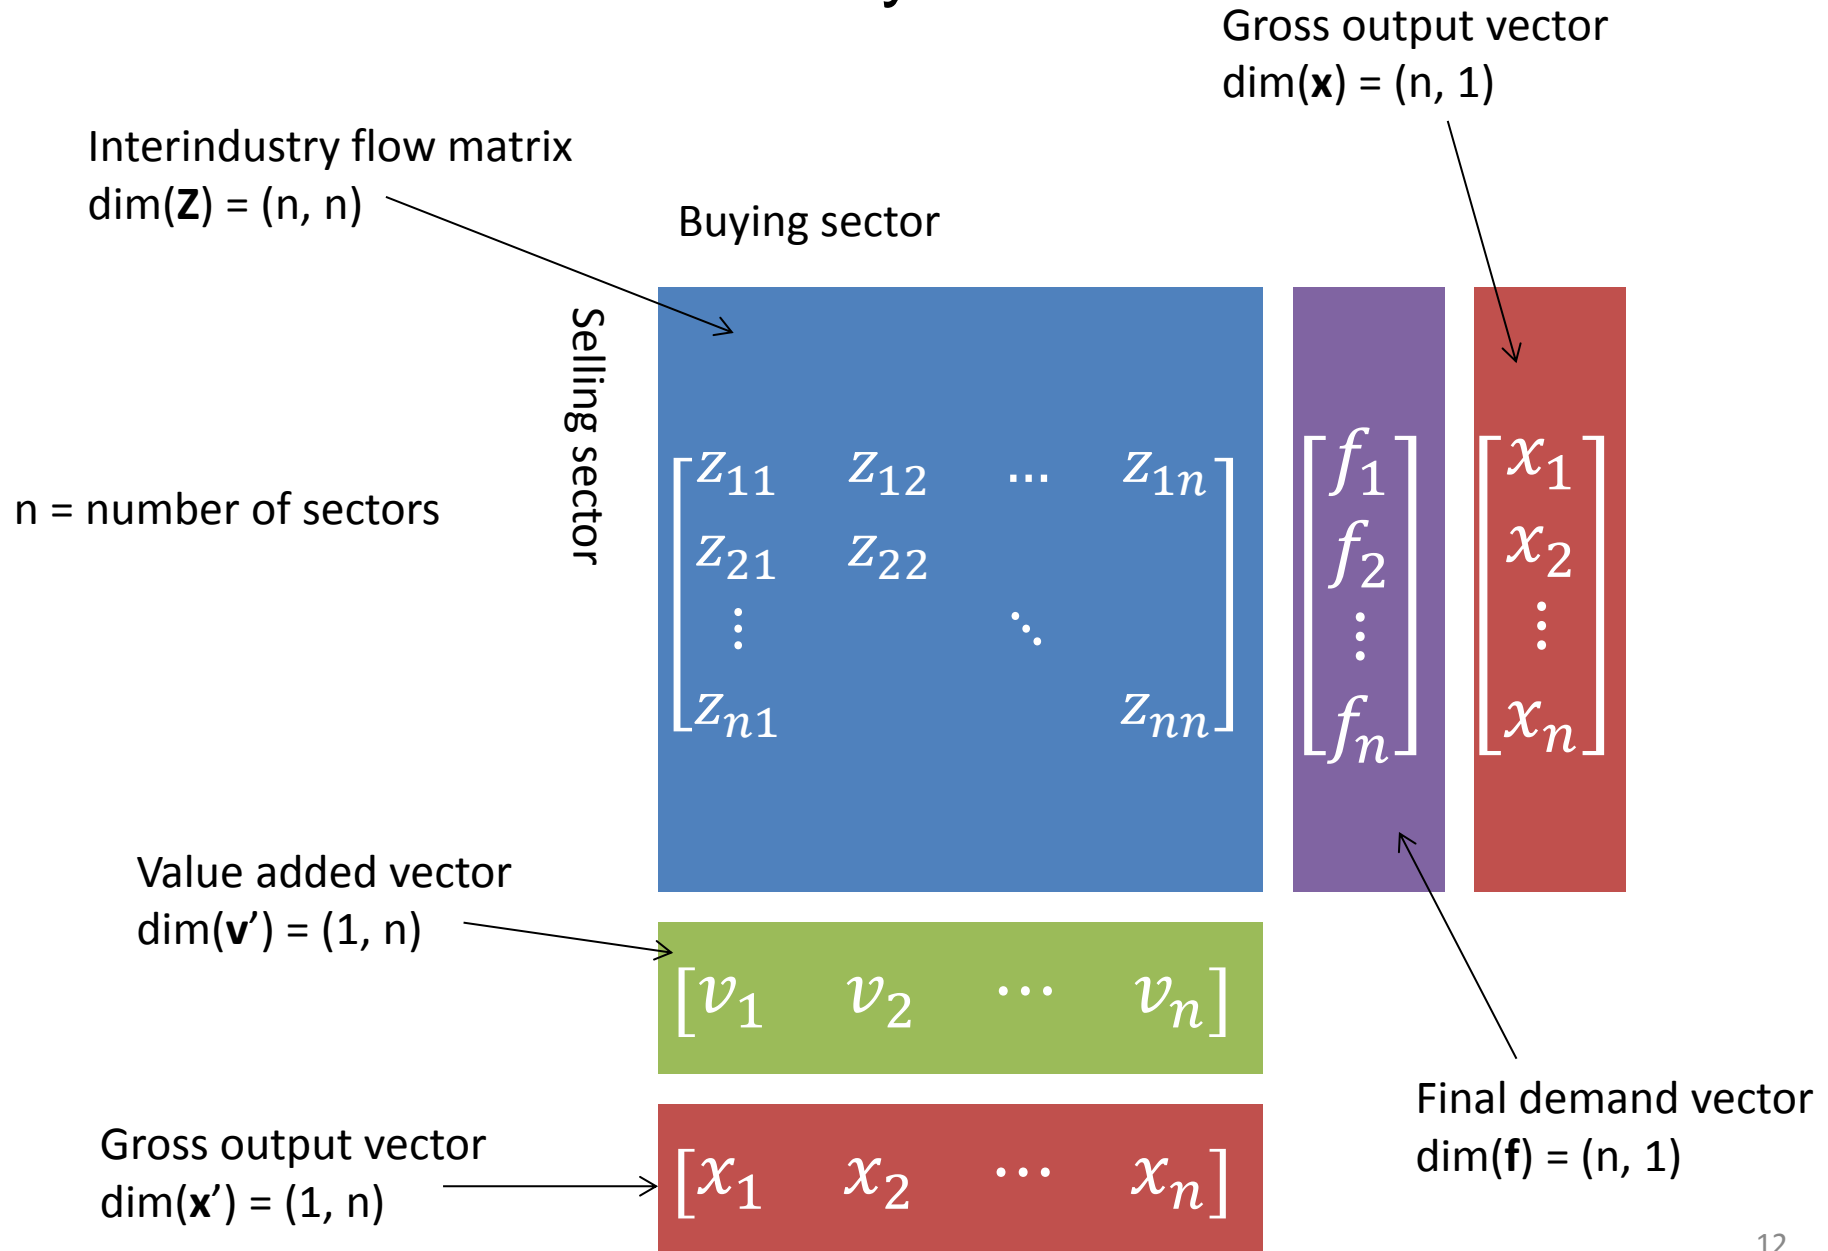 y
Gross output vector
dim(x) = (n, 1)
Interindustry flow matrix
dim(Z) = (n, n)
Buying sector
Selling sector
n = number of sectors
[z₁₁ z₁₂ … z₁ₙ]
[z₂₁ z₂₂]
[⋮ ⋱]
[zₙ₁ zₙₙ]
[f₁]
[f₂]
[⋮]
[fₙ]
[x₁]
[x₂]
[⋮]
[xₙ]
Value added vector
dim(v’) = (1, n)
[v₁ v₂ ⋯ vₙ]
Final demand vector
dim(f) = (n, 1)
Gross output vector
dim(x’) = (1, n)
[x₁ x₂ ⋯ xₙ]
12